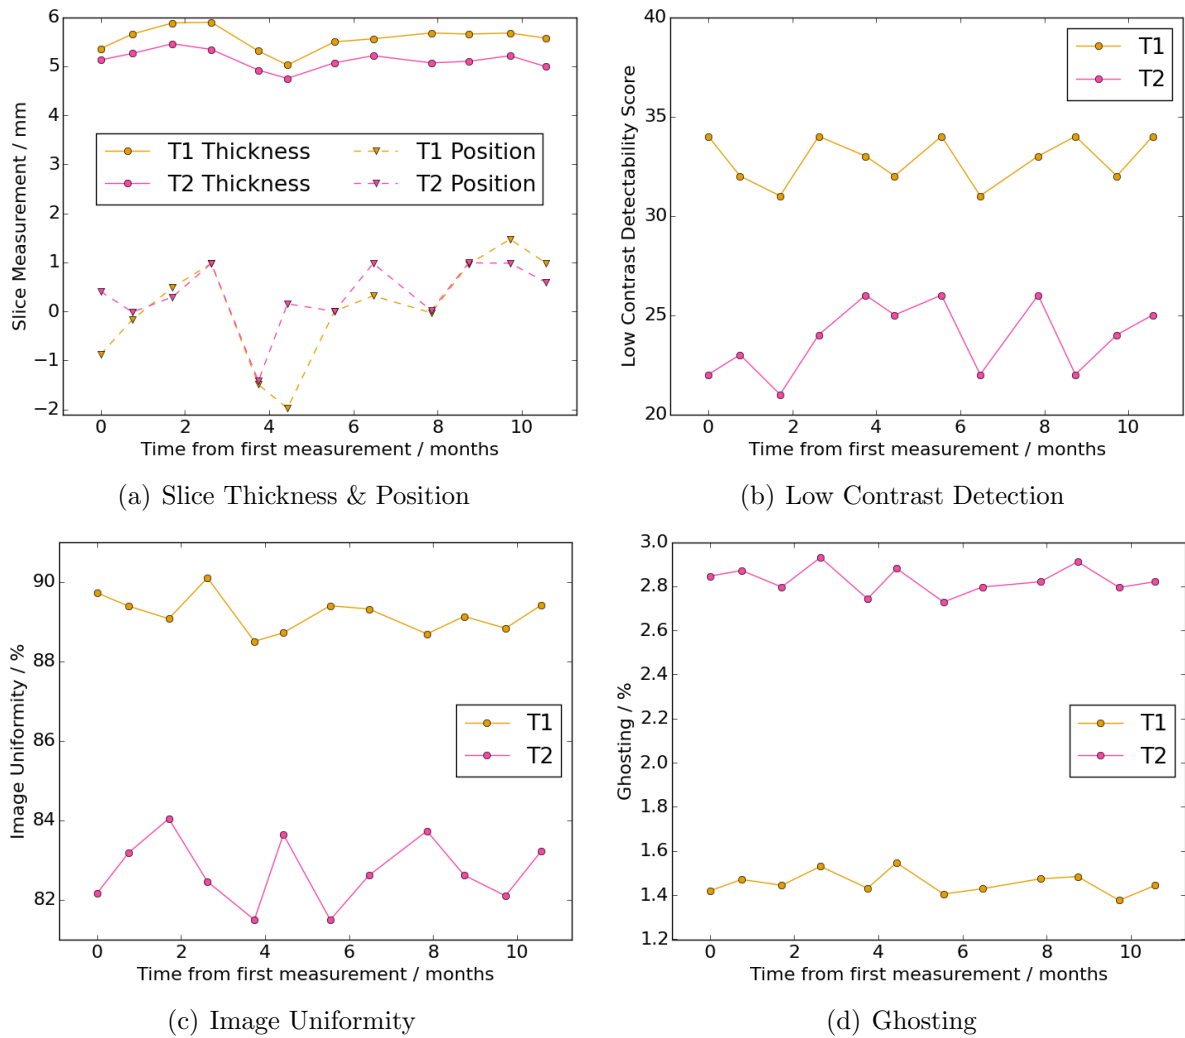 6
5
4
3
2
1
0
−1
−2
Slice Measurement / mm
T1 Thickness
T2 Thickness
T1 Position
T2 Position
0 2 4 6 8 10
Time from first measurement / months
(a) Slice Thickness & Position
40
35
30
25
20
Low Contrast Detectability Score
T1
T2
0 2 4 6 8 10
Time from first measurement / months
(b) Low Contrast Detection
90
88
86
84
82
Image Uniformity / %
T1
T2
0 2 4 6 8 10
Time from first measurement / months
(c) Image Uniformity
3.0
2.8
2.6
2.4
2.2
2.0
1.8
1.6
1.4
1.2
Ghosting / %
T1
T2
0 2 4 6 8 10
Time from first measurement / months
(d) Ghosting